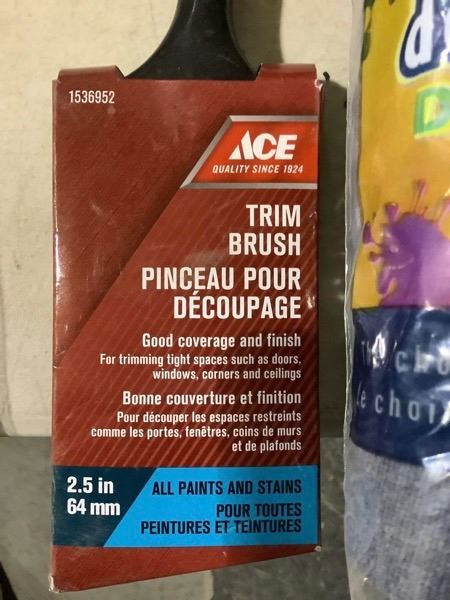 1536952
ACE
QUALITY SINCE 1924
TRIM
BRUSH
PINCEAU POUR
DÉCOUPAGE
Good coverage and finish
For trimming tight spaces such as doors,
windows, corners and ceilings
Bonne couverture et finition
Pour découper les espaces restreints
comme les portes, fenêtres, coins de murs
et de plafonds
2.5 in
64 mm
ALL PAINTS AND STAINS
POUR TOUTES
PEINTURES ET TEINTURES